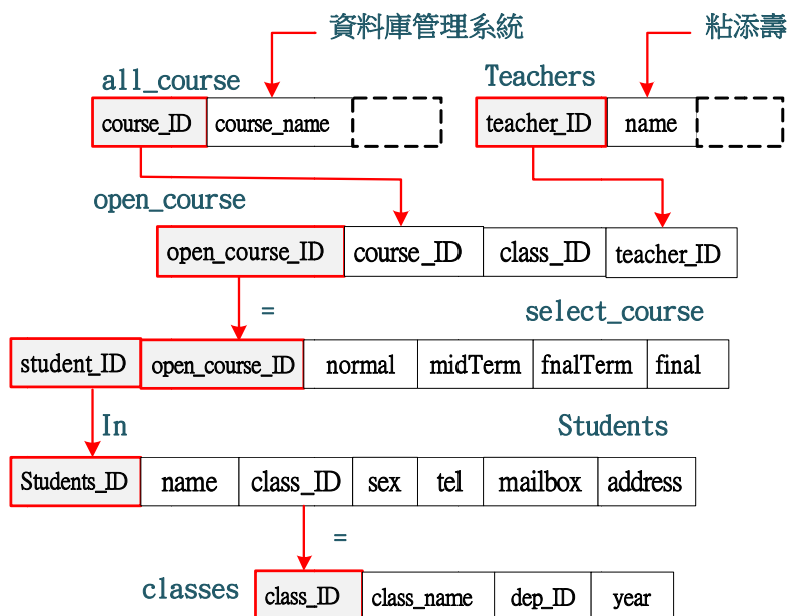 資料庫管理系統 粘添壽
all_course Teachers
course_ID course_name teacher_ID name
open_course
open_course_ID course_ID class_ID teacher_ID
= select_course
student_ID open_course_ID normal midTerm fnalTerm final
In Students
Students_ID name class_ID sex tel mailbox address
=
classes class_ID class_name dep_ID year